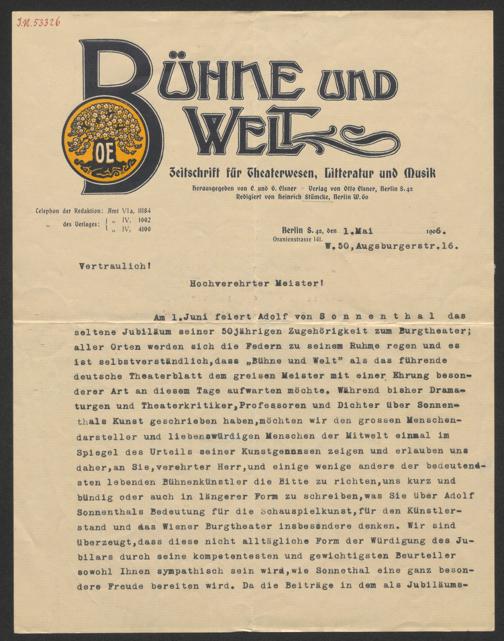 J.N. 53326
BÜHNE UND
WELT
OE
Zeitschrift für Theaterwesen, Litteratur und Musik
Herausgegeben von E. und O. Elsner · Verlag von Otto Elsner, Berlin S. 42
Redigiert von Heinrich Stümcke, Berlin W. 60
Telephon der Redaktion: Amt VIa, 11184
„ des Verlages: { „ IV, 1002
„ IV, 4100
Berlin S. 42, den 1.Mai 1906.
Oranienstrasse 141.
W.50,Augsburgerstr.16.
Vertraulich!
Hochverehrter Meister!
Am 1.Juni feiert Adolf von S o n n e n t h a l das
seltene Jubiläum seiner 50jährigen Zugehörigkeit zum Burgtheater;
aller Orten werden sich die Federn zu seinem Ruhme regen und es
ist selbstverständlich,dass „Bühne und Welt" als das führende
deutsche Theaterblatt dem greisen Meister mit einer Ehrung beson-
derer Art an diesem Tage aufwarten möchte. Während bisher Drama-
turgen und Theaterkritiker,Professoren und Dichter über Sonnen-
thals Kunst geschrieben haben,möchten wir den grossen Menschen-
darsteller und liebenswürdigen Menschen der Mitwelt einmal im
Spiegel des Urteils seiner Kunstgenossen zeigen und erlauben uns
daher,an Sie,verehrter Herr,und einige wenige andere der bedeutend-
sten lebenden Bühnenkünstler die Bitte zu richten,uns kurz und
bündig oder auch in längerer Form zu schreiben,was Sie über Adolf
Sonnenthals Bedeutung für die Schauspielkunst,für den Künstler-
stand und das Wiener Burgtheater insbesondere denken. Wir sind
überzeugt,dass diese nicht alltägliche Form der Würdigung des Ju-
bilars durch seine kompetentesten und gewichtigsten Beurteiler
sowohl Ihnen sympathisch sein wird,wie Sonnethal eine ganz beson-
dere Freude bereiten wird. Da die Beiträge in dem als Jubiläums-